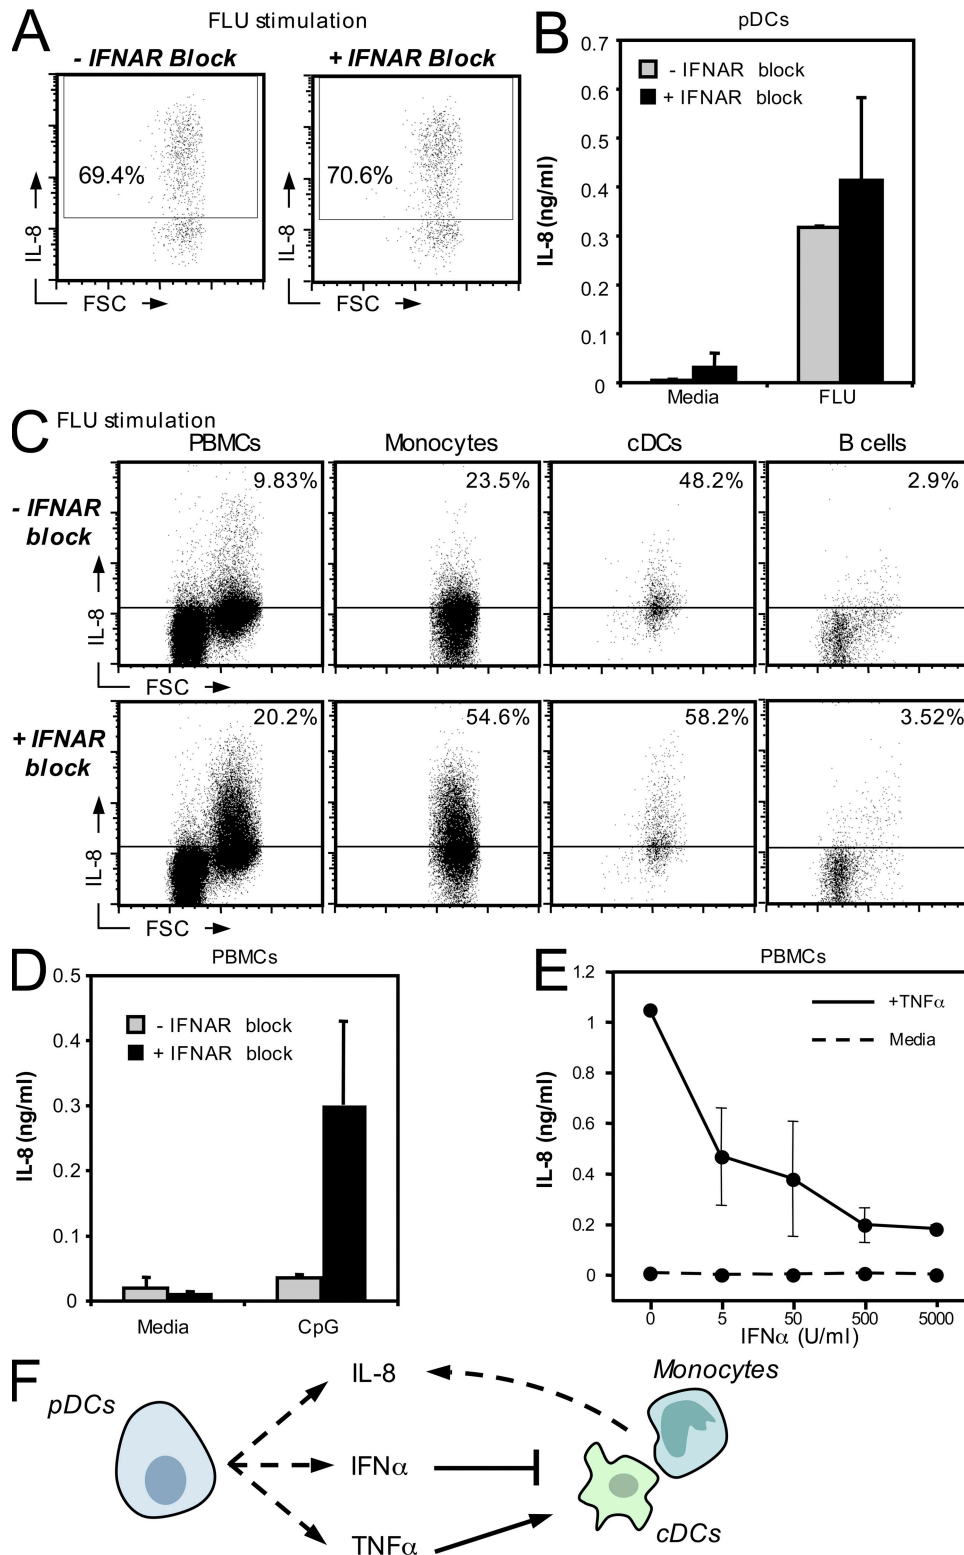 A
FLU stimulation
- IFNAR Block
+ IFNAR Block
69.4%
70.6%
IL-8
IL-8
FSC
FSC
B
pDCs
0.7
0.6
0.5
0.4
0.3
0.2
0.1
0
IL-8 (ng/ml)
- IFNAR block
+ IFNAR block
Media
FLU
C
FLU stimulation
PBMCs
Monocytes
cDCs
B cells
- IFNAR
block
9.83%
23.5%
48.2%
2.9%
IL-8
FSC
+ IFNAR
block
20.2%
54.6%
58.2%
3.52%
IL-8
FSC
D
PBMCs
0.5
0.4
0.3
0.2
0.1
0
IL-8 (ng/ml)
- IFNAR block
+ IFNAR block
Media
CpG
E
PBMCs
1.2
1
0.8
0.6
0.4
0.2
0
IL-8 (ng/ml)
+TNFα
Media
0
5
50
500
5000
IFNα (U/ml)
F
pDCs
IL-8
IFNα
TNFα
Monocytes
cDCs